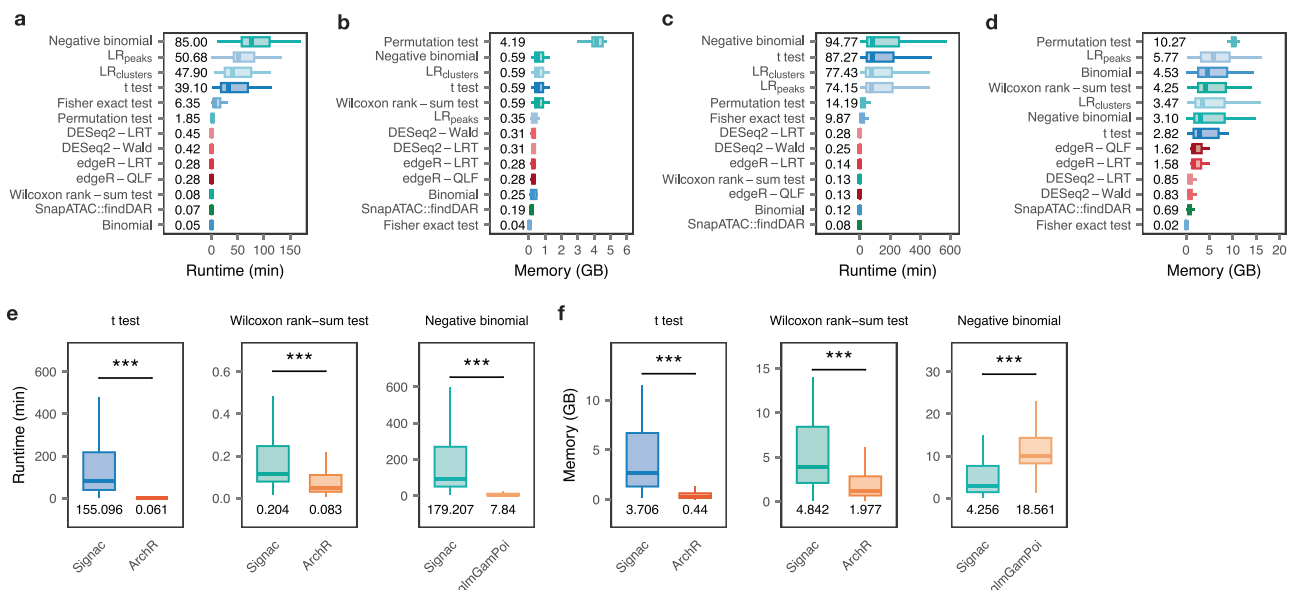 a
Negative binomial 85.00
LRpeaks 50.68
LRclusters 47.90
t test 39.10
Fisher exact test 6.35
Permutation test 1.85
DESeq2−LRT 0.45
DESeq2−Wald 0.42
edgeR−LRT 0.28
edgeR−QLF 0.28
Wilcoxon rank−sum test 0.08
SnapATAC::findDAR 0.07
Binomial 0.05
0 50 100 150
Runtime (min)
b
Permutation test 4.19
Negative binomial 0.59
LRclusters 0.59
t test 0.59
Wilcoxon rank−sum test 0.59
LRpeaks 0.35
DESeq2−Wald 0.31
DESeq2−LRT 0.31
edgeR−LRT 0.28
edgeR−QLF 0.28
Binomial 0.25
SnapATAC::findDAR 0.19
Fisher exact test 0.04
0 1 2 3 4 5 6
Memory (GB)
c
Negative binomial 94.77
t test 87.27
LRclusters 77.43
LRpeaks 74.15
Permutation test 14.19
Fisher exact test 9.87
DESeq2−LRT 0.28
DESeq2−Wald 0.25
edgeR−LRT 0.14
Wilcoxon rank−sum test 0.13
edgeR−QLF 0.13
Binomial 0.12
SnapATAC::findDAR 0.08
0 200 400 600
Runtime (min)
d
Permutation test 10.27
LRpeaks 5.77
Binomial 4.53
Wilcoxon rank−sum test 4.25
LRclusters 3.47
Negative binomial 3.10
t test 2.82
edgeR−QLF 1.62
edgeR−LRT 1.58
DESeq2−LRT 0.85
DESeq2−Wald 0.83
SnapATAC::findDAR 0.69
Fisher exact test 0.02
0 5 10 15 20
Memory (GB)
e
Runtime (min)
t test
***
600
400
200
0
155.096 0.061
Signac ArchR
Wilcoxon rank−sum test
***
0.6
0.4
0.2
0.0
0.204 0.083
Signac ArchR
Negative binomial
***
600
400
200
0
179.207 7.84
Signac glmGamPoi
f
Memory (GB)
t test
***
10
5
0
3.706 0.44
Signac ArchR
Wilcoxon rank−sum test
***
15
10
5
0
4.842 1.977
Signac ArchR
Negative binomial
***
30
20
10
0
4.256 18.561
Signac glmGamPoi